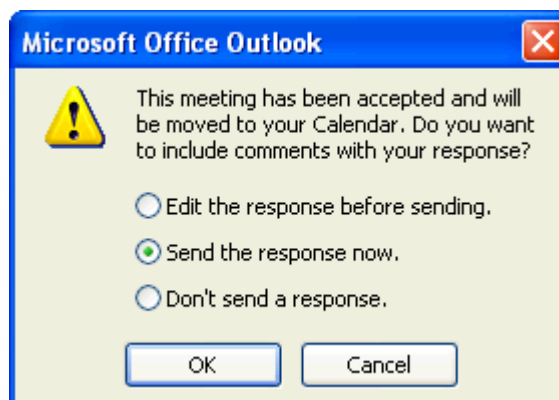 Microsoft Office Outlook
This meeting has been accepted and will
be moved to your Calendar. Do you want
to include comments with your response?
Edit the response before sending.
Send the response now.
Don't send a response.
OK Cancel